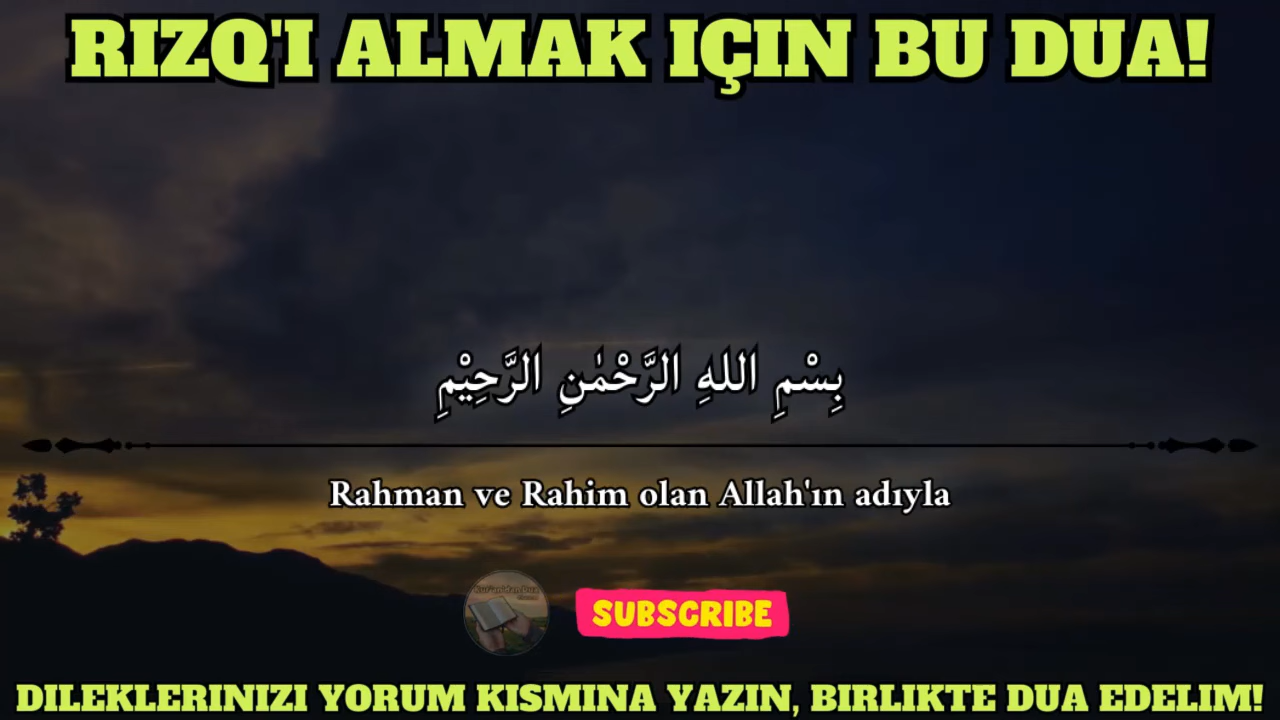 RIZQ'I ALMAK IÇIN BU DUA!
بِسْمِ اللهِ الرَّحْمٰنِ الرَّحِيْمِ
Rahman ve Rahim olan Allah'ın adıyla
SUBSCRIBE
DILEKLERINIZI YORUM KISMINA YAZIN, BIRLIKTE DUA EDELIM!